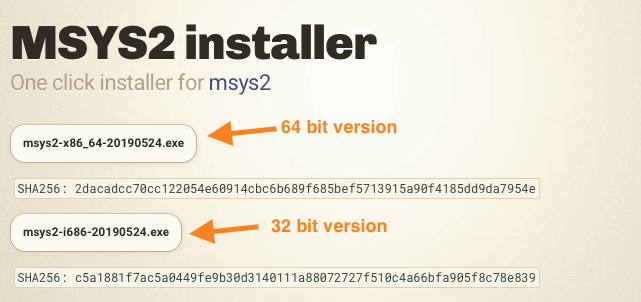 MSYS2 installer
One click installer for msys2
msys2-x86_64-20190524.exe
64 bit version
SHA256: 2dacadcc70cc122054e60914cbc6b689f685bef5713915a90f4185dd9da7954e
msys2-i686-20190524.exe
32 bit version
SHA256: c5a1881f7ac5a0449fe9b30d3140111a88072727f510c4a66bfa905f8c78e839